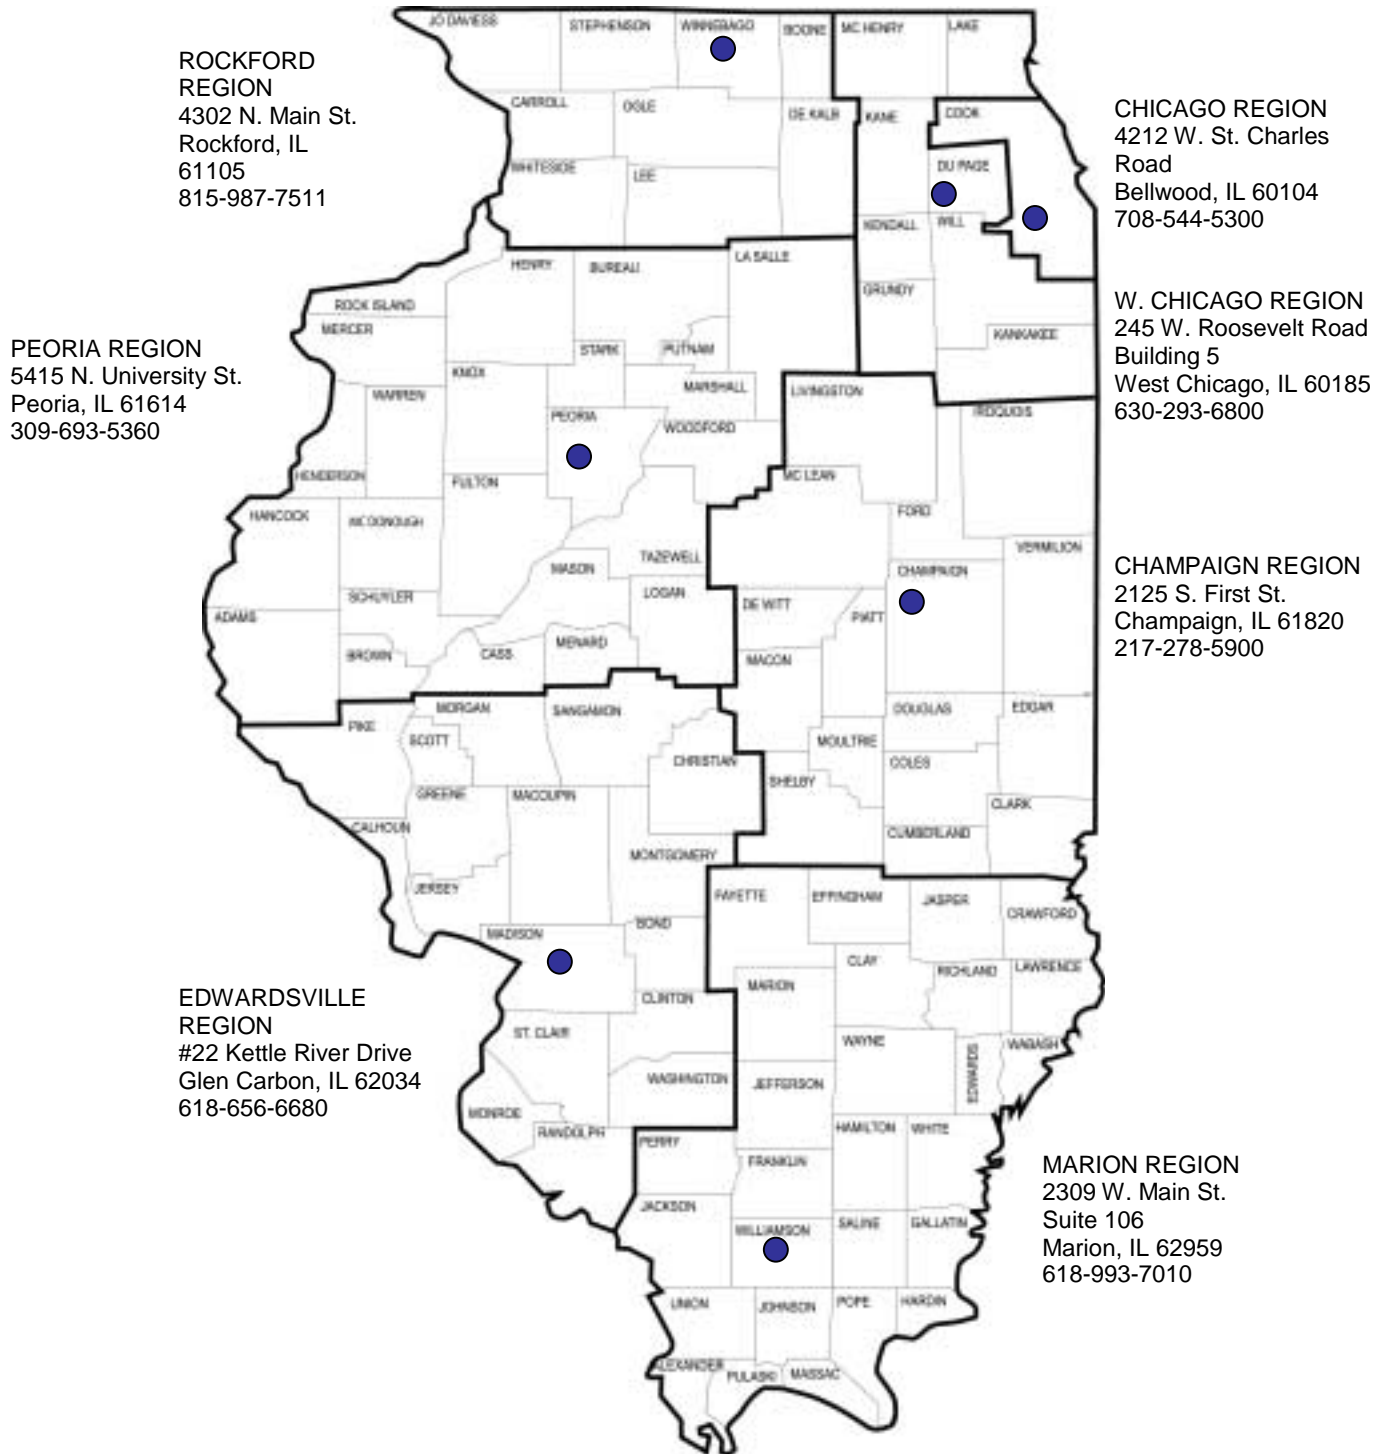 JO DAVIESS
STEPHENSON
WINNEBAGO
BOONE
MC HENRY
LAKE
ROCKFORD
REGION
4302 N. Main St.
Rockford, IL
61105
815-987-7511
CARROLL
OGLE
DE KALB
KANE
COOK
WHITESIDE
LEE
DU PAGE
KENDALL
WILL
CHICAGO REGION
4212 W. St. Charles
Road
Bellwood, IL 60104
708-544-5300
HENRY
BUREAU
LA SALLE
GRUNDY
ROCK ISLAND
MERCER
KANKAKEE
W. CHICAGO REGION
245 W. Roosevelt Road
Building 5
West Chicago, IL 60185
630-293-6800
PEORIA REGION
5415 N. University St.
Peoria, IL 61614
309-693-5360
STARK
PUTNAM
KNOX
MARSHALL
LIVINGSTON
WARREN
PEORIA
WOODFORD
IROQUOIS
HENDERSON
FULTON
MC LEAN
HANCOCK
MCDONOUGH
FORD
TAZEWELL
VERMILION
MASON
CHAMPAIGN
SCHUYLER
LOGAN
DE WITT
PIATT
ADAMS
CHAMPAIGN REGION
2125 S. First St.
Champaign, IL 61820
217-278-5900
BROWN
CASS
MENARD
MACON
MORGAN
SANGAMON
DOUGLAS
EDGAR
PIKE
SCOTT
MOULTRIE
CHRISTIAN
COLES
SHELBY
GREENE
MACOUPIN
CLARK
CALHOUN
CUMBERLAND
MONTGOMERY
JERSEY
FAYETTE
EFFINGHAM
JASPER
CRAWFORD
MADISON
BOND
CLAY
RICHLAND
LAWRENCE
MARION
EDWARDSVILLE
REGION
#22 Kettle River Drive
Glen Carbon, IL 62034
618-656-6680
CLINTON
ST. CLAIR
WAYNE
EDWARDS
WABASH
WASHINGTON
JEFFERSON
MONROE
RANDOLPH
PERRY
HAMILTON
WHITE
FRANKLIN
MARION REGION
2309 W. Main St.
Suite 106
Marion, IL 62959
618-993-7010
JACKSON
WILLIAMSON
SALINE
GALLATIN
UNION
JOHNSON
POPE
HARDIN
ALEXANDER
PULASKI
MASSAC